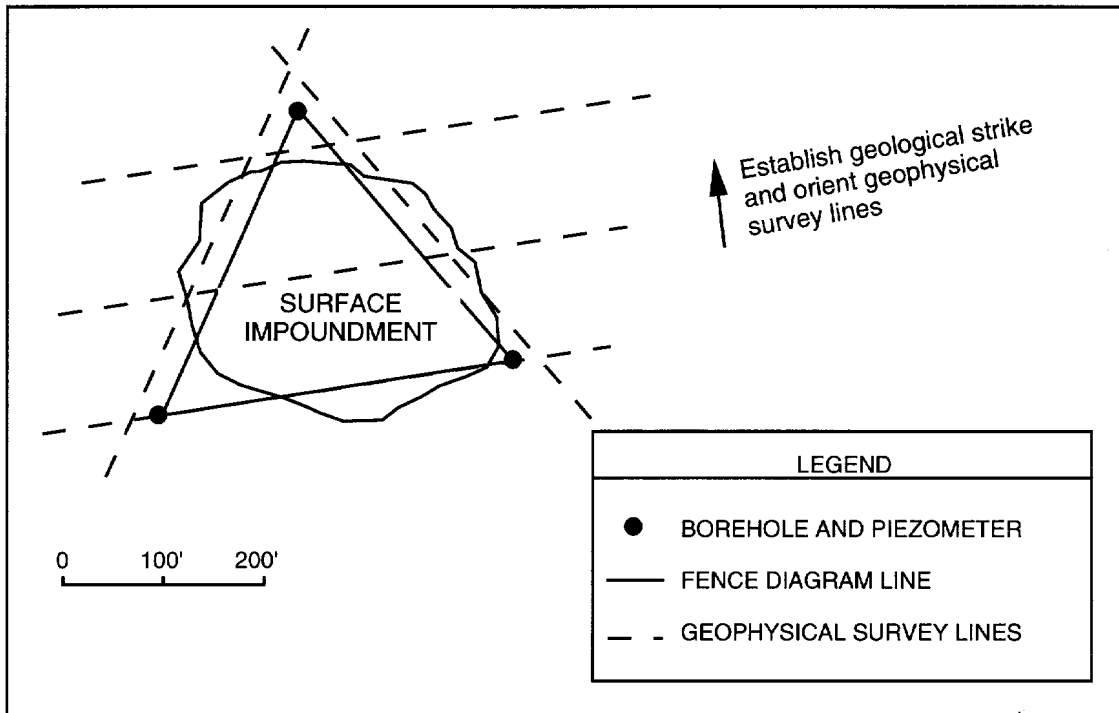 Establish geological strike
and orient geophysical
survey lines
SURFACE
IMPOUNDMENT
0 100' 200'
LEGEND
BOREHOLE AND PIEZOMETER
FENCE DIAGRAM LINE
GEOPHYSICAL SURVEY LINES